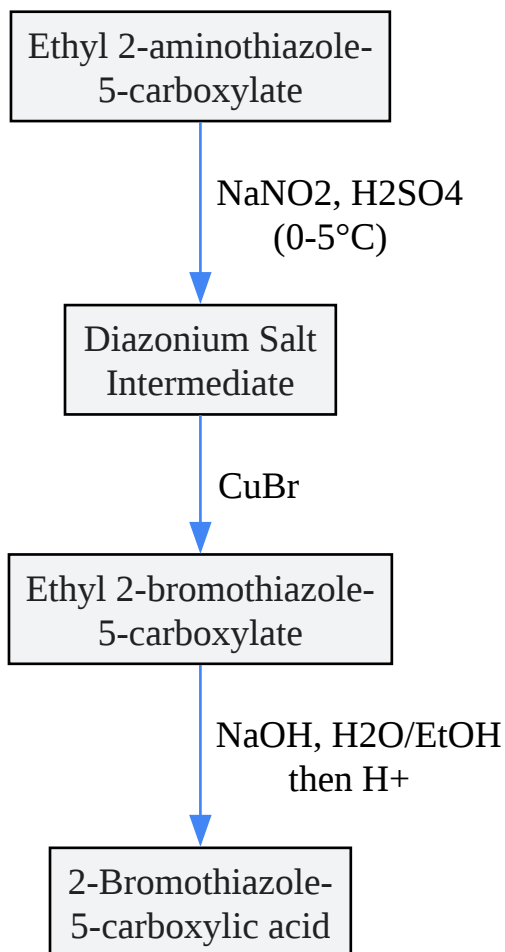 Ethyl 2-aminothiazole-
5-carboxylate
NaNO2, H2SO4
(0-5°C)
Diazonium Salt
Intermediate
CuBr
Ethyl 2-bromothiazole-
5-carboxylate
NaOH, H2O/EtOH
then H+
2-Bromothiazole-
5-carboxylic acid